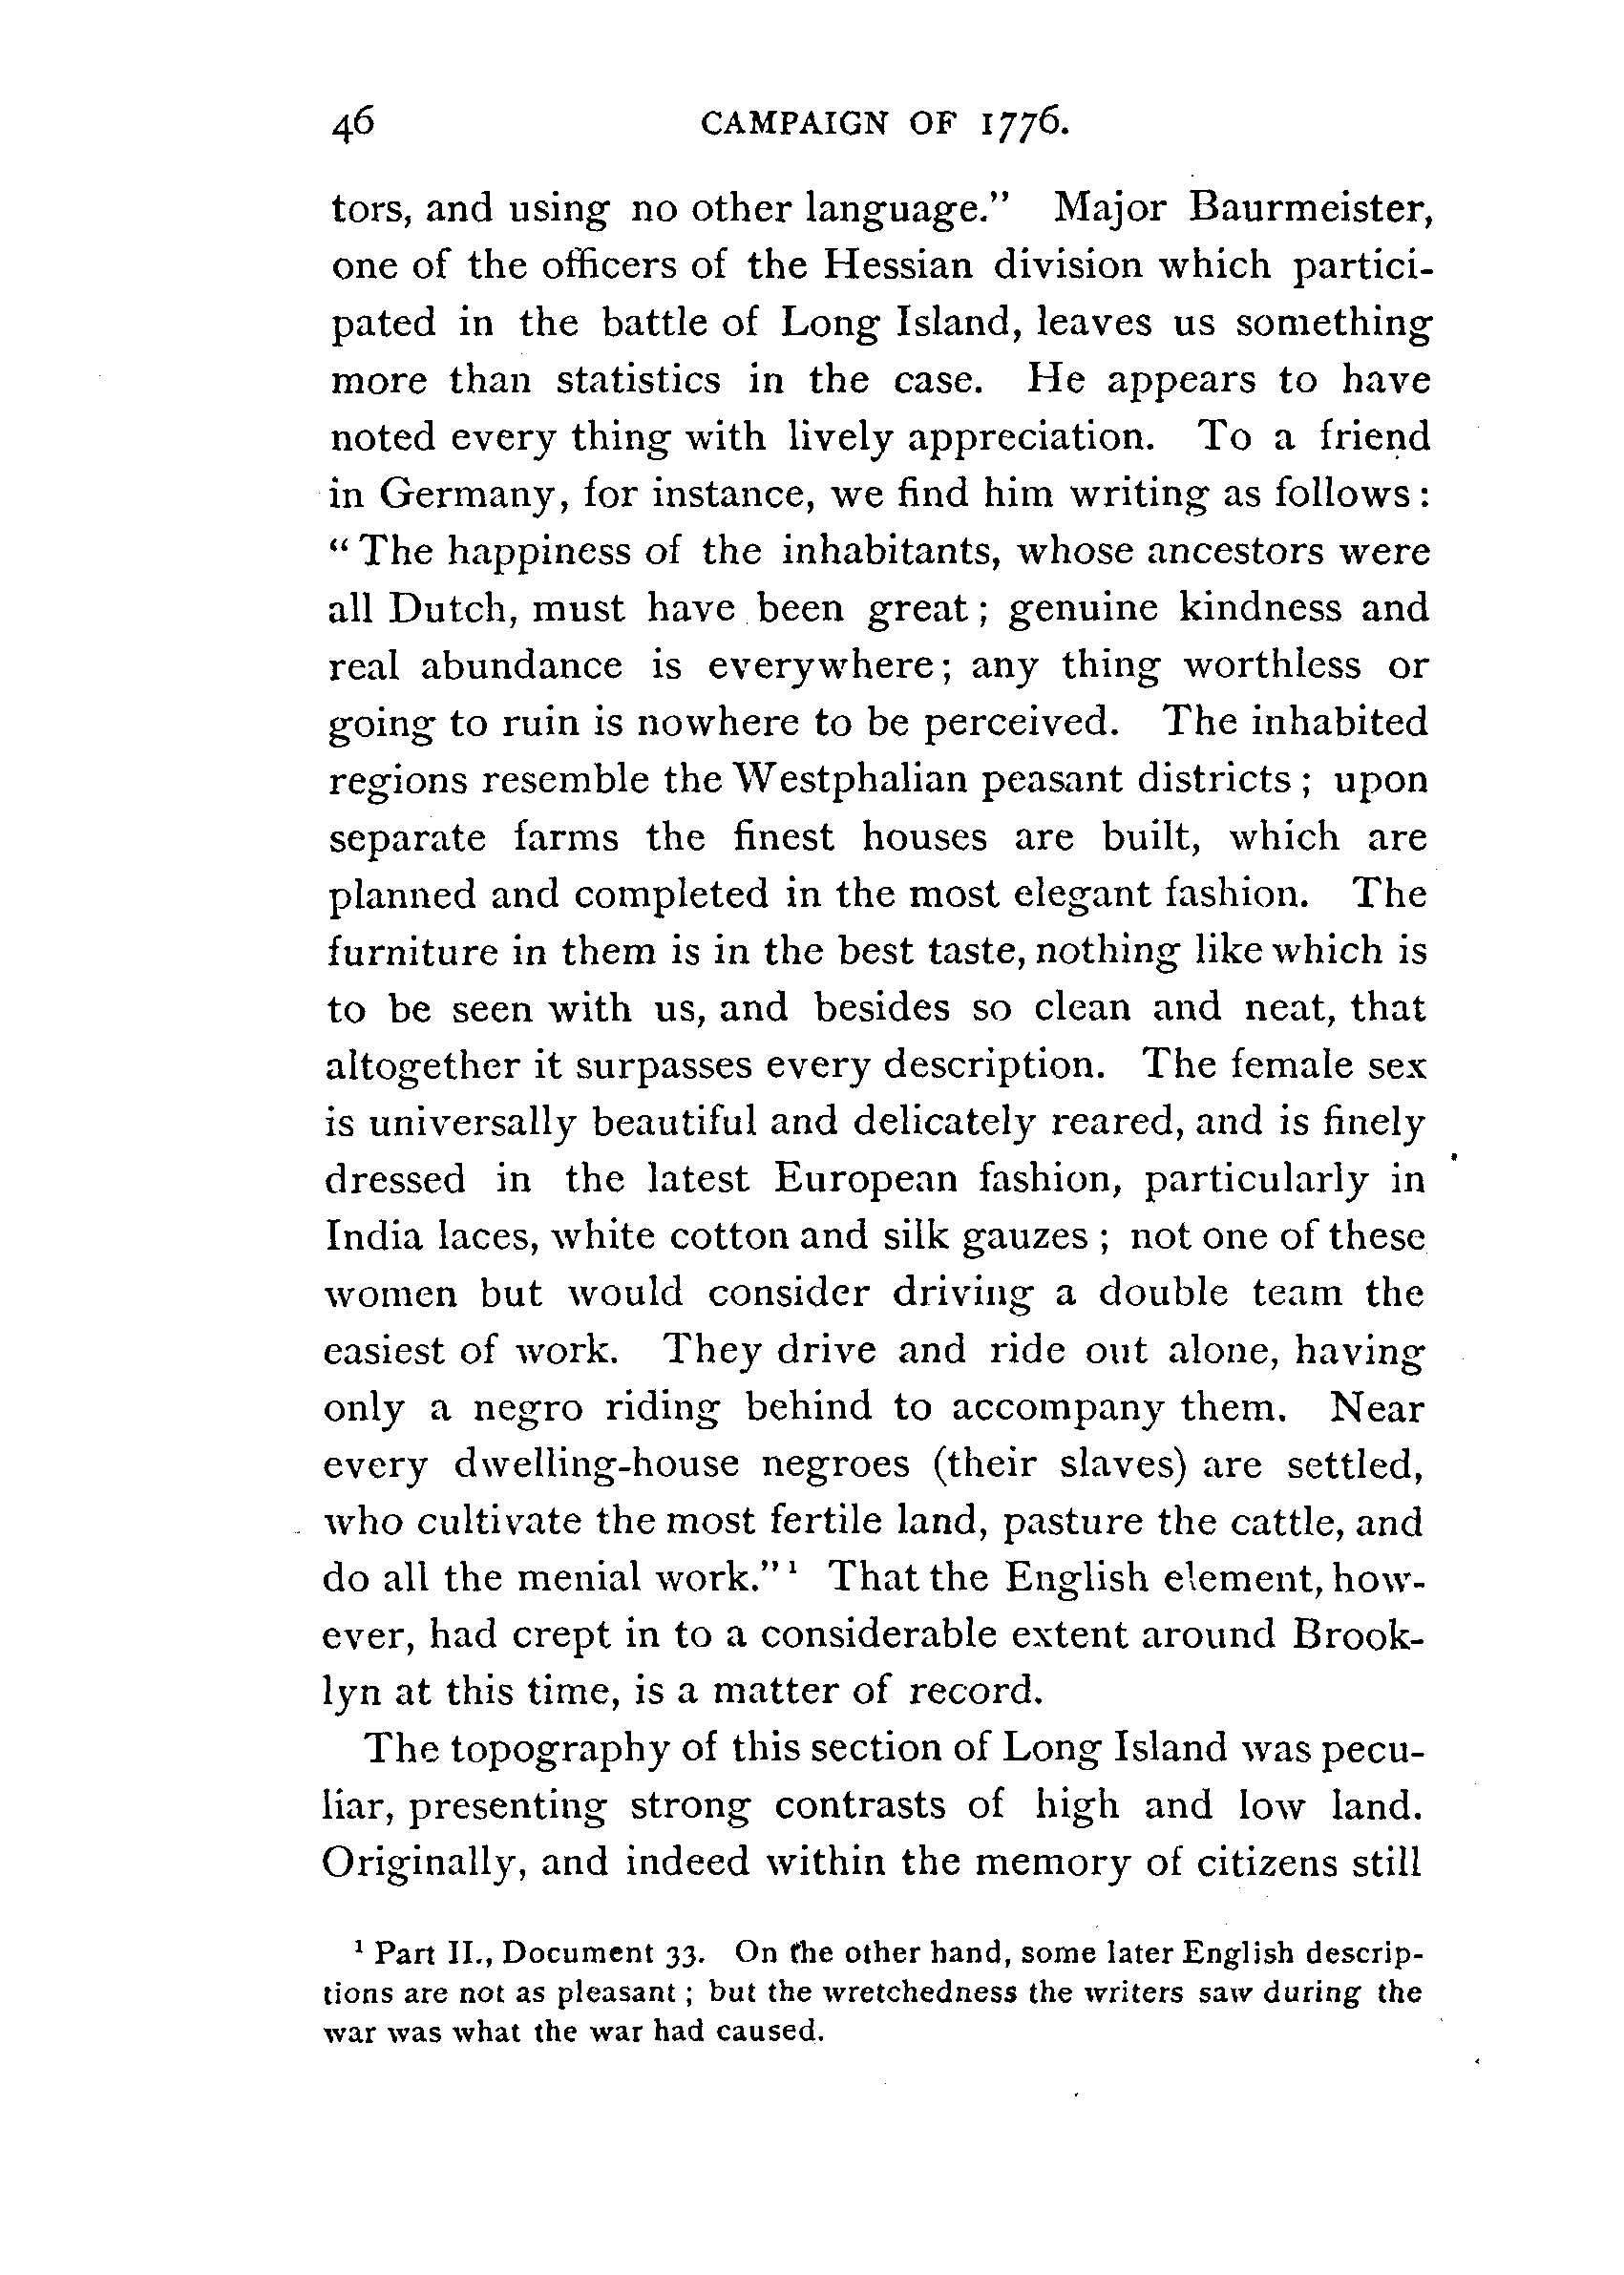 46 CAMPAIGN OF 1776.
tors, and using no other language.” Major Baurmeister,
one of the officers of the Hessian division which partici-
pated in the battle of Long Island, leaves us something
more than statistics in the case. He appears to have
noted every thing with lively appreciation. To a friend
in Germany, for instance, we find him writing as follows:
“The happiness of the inhabitants, whose ancestors were
all Dutch, must have been great; genuine kindness and
real abundance is everywhere; any thing worthless or
going to ruin is nowhere to be perceived. The inhabited
regions resemble the Westphalian peasant districts; upon
separate farms the finest houses are built, which are
planned and completed in the most elegant fashion. The
furniture in them is in the best taste, nothing like which is
to be seen with us, and besides so clean and neat, that
altogether it surpasses every description. The female sex
is universally beautiful and delicately reared, and is finely
dressed in the latest European fashion, particularly in
India laces, white cotton and silk gauzes; not one of these
women but would consider driving a double team the
easiest of work. They drive and ride out alone, having
only a negro riding behind to accompany them. Near
every dwelling-house negroes (their slaves) are settled,
who cultivate the most fertile land, pasture the cattle, and
do all the menial work.”¹ That the English element, how-
ever, had crept in to a considerable extent around Brook-
lyn at this time, is a matter of record.
The topography of this section of Long Island was pecu-
liar, presenting strong contrasts of high and low land.
Originally, and indeed within the memory of citizens still
¹ Part II., Document 33. On the other hand, some later English descrip-
tions are not as pleasant; but the wretchedness the writers saw during the
war was what the war had caused.